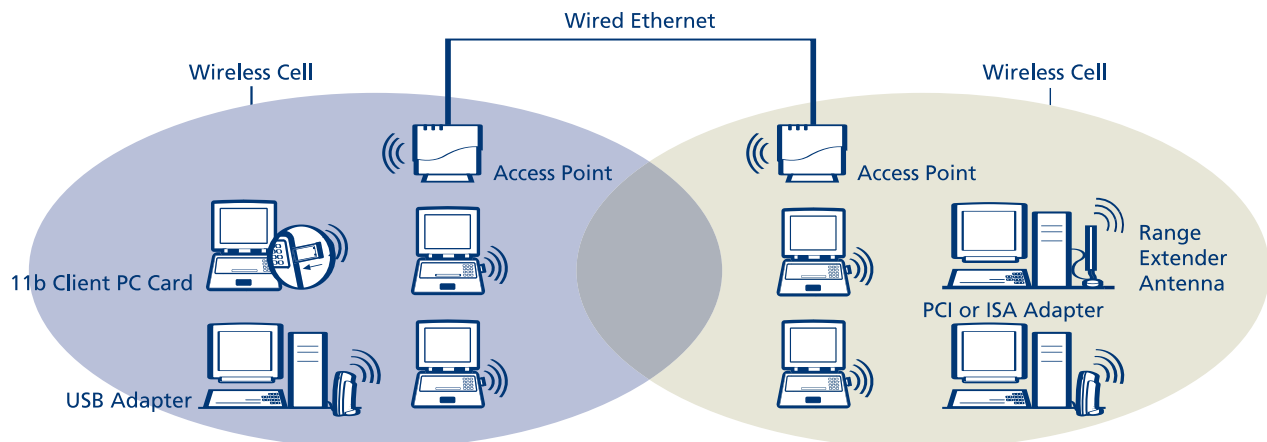 Wired Ethernet
Wireless Cell
Wireless Cell
Access Point
Access Point
11b Client PC Card
Range
Extender
Antenna
PCI or ISA Adapter
USB Adapter